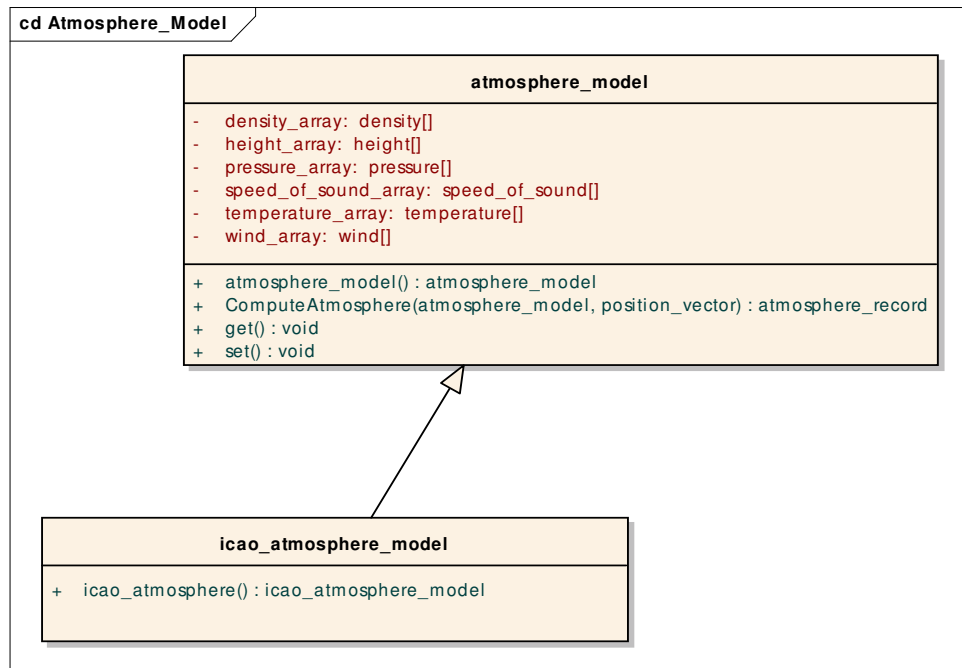 cd Atmosphere_Model
atmosphere_model
- density_array: density[]
- height_array: height[]
- pressure_array: pressure[]
- speed_of_sound_array: speed_of_sound[]
- temperature_array: temperature[]
- wind_array: wind[]
+ atmosphere_model() : atmosphere_model
+ ComputeAtmosphere(atmosphere_model, position_vector) : atmosphere_record
+ get() : void
+ set() : void
icao_atmosphere_model
+ icao_atmosphere() : icao_atmosphere_model